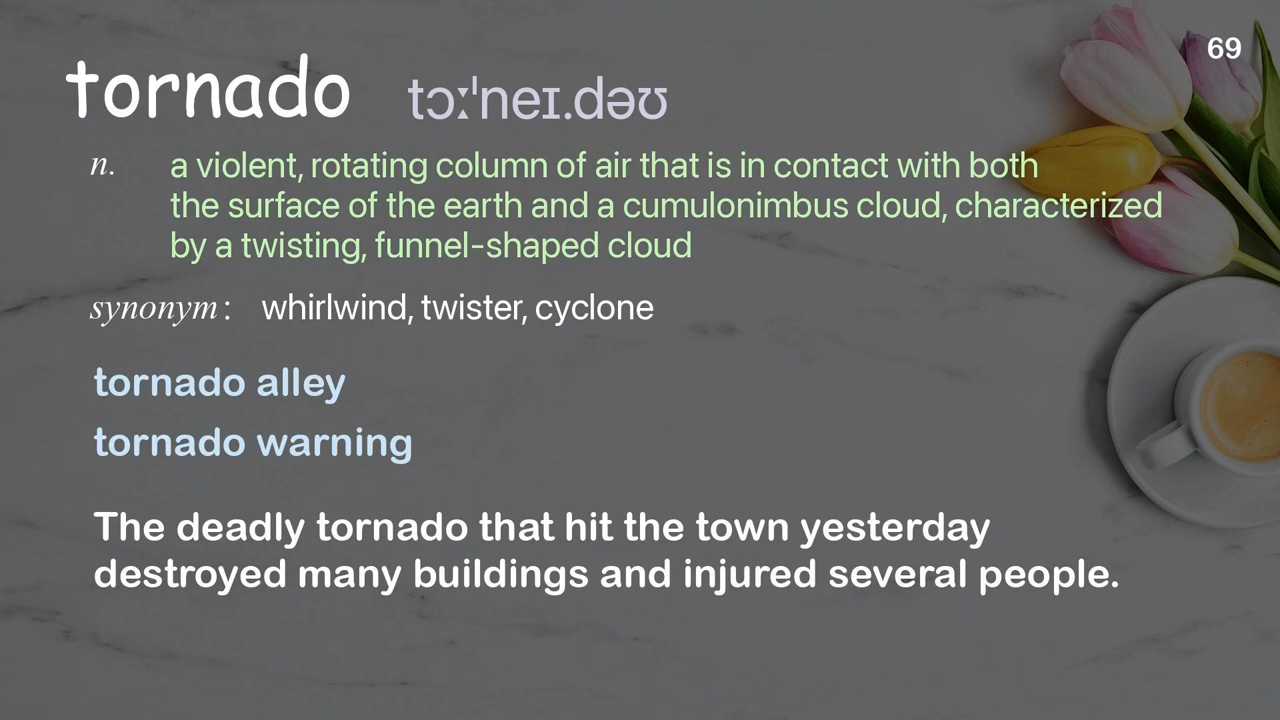 69
tornado tɔːˈneɪ.dəʊ
n. a violent, rotating column of air that is in contact with both
the surface of the earth and a cumulonimbus cloud, characterized
by a twisting, funnel-shaped cloud
synonym: whirlwind, twister, cyclone
tornado alley
tornado warning
The deadly tornado that hit the town yesterday
destroyed many buildings and injured several people.